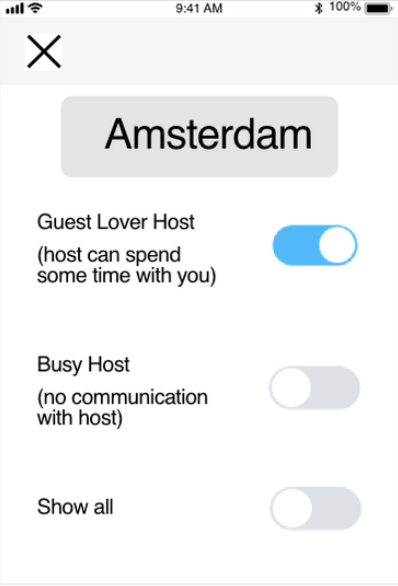 9:41 AM 100%
Amsterdam
Guest Lover Host
(host can spend
some time with you)
Busy Host
(no communication
with host)
Show all